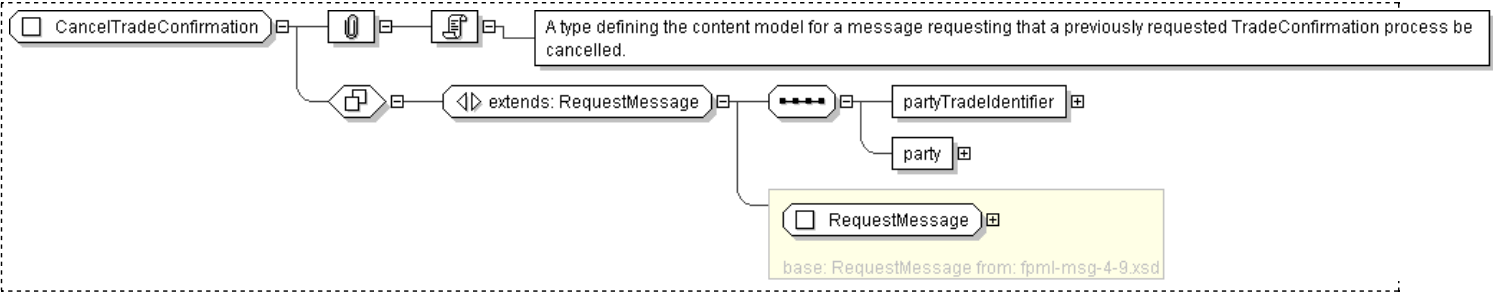 CancelTradeConfirmation
A type defining the content model for a message requesting that a previously requested TradeConfirmation process be
cancelled.
extends: RequestMessage
partyTradeIdentifier
party
RequestMessage
base: RequestMessage from: fpml-msg-4-9.xsd